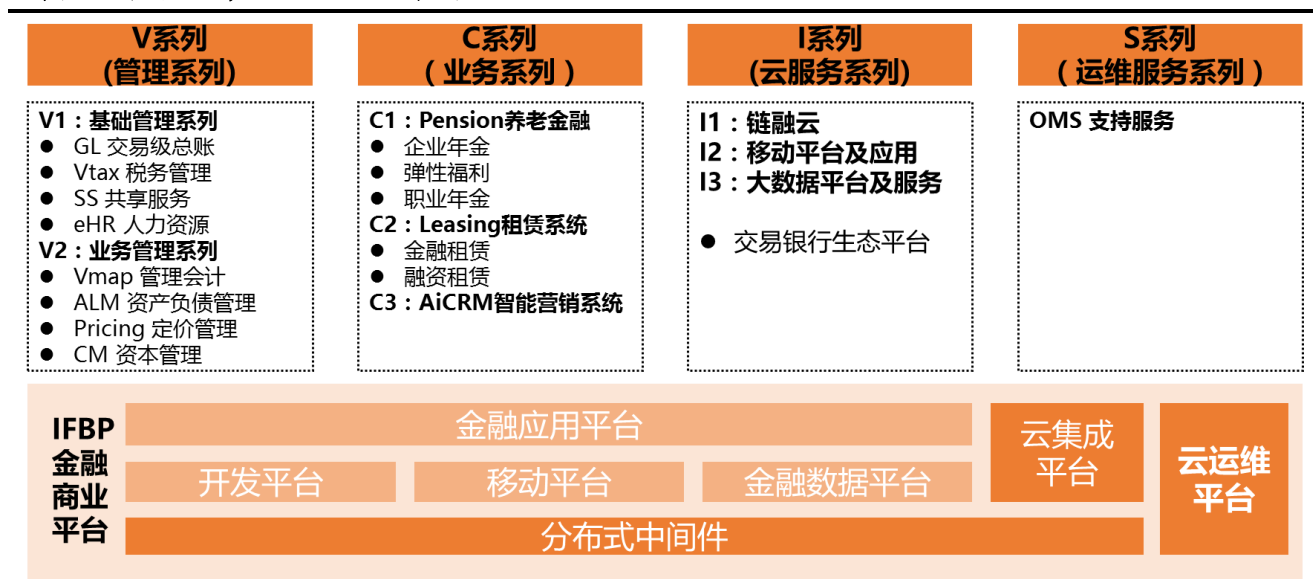 V系列
(管理系列)
V1：基础管理系列
● GL 交易级总账
● Vtax 税务管理
● SS 共享服务
● eHR 人力资源
V2：业务管理系列
● Vmap 管理会计
● ALM 资产负债管理
● Pricing 定价管理
● CM 资本管理
C系列
（业务系列）
C1：Pension养老金融
● 企业年金
● 弹性福利
● 职业年金
C2：Leasing租赁系统
● 金融租赁
● 融资租赁
C3：AiCRM智能营销系统
I系列
(云服务系列)
I1：链融云
I2：移动平台及应用
I3：大数据平台及服务
● 交易银行生态平台
S系列
（运维服务系列）
OMS 支持服务
IFBP
金融
商业
平台
金融应用平台
开发平台
移动平台
金融数据平台
分布式中间件
云集成
平台
云运维
平台